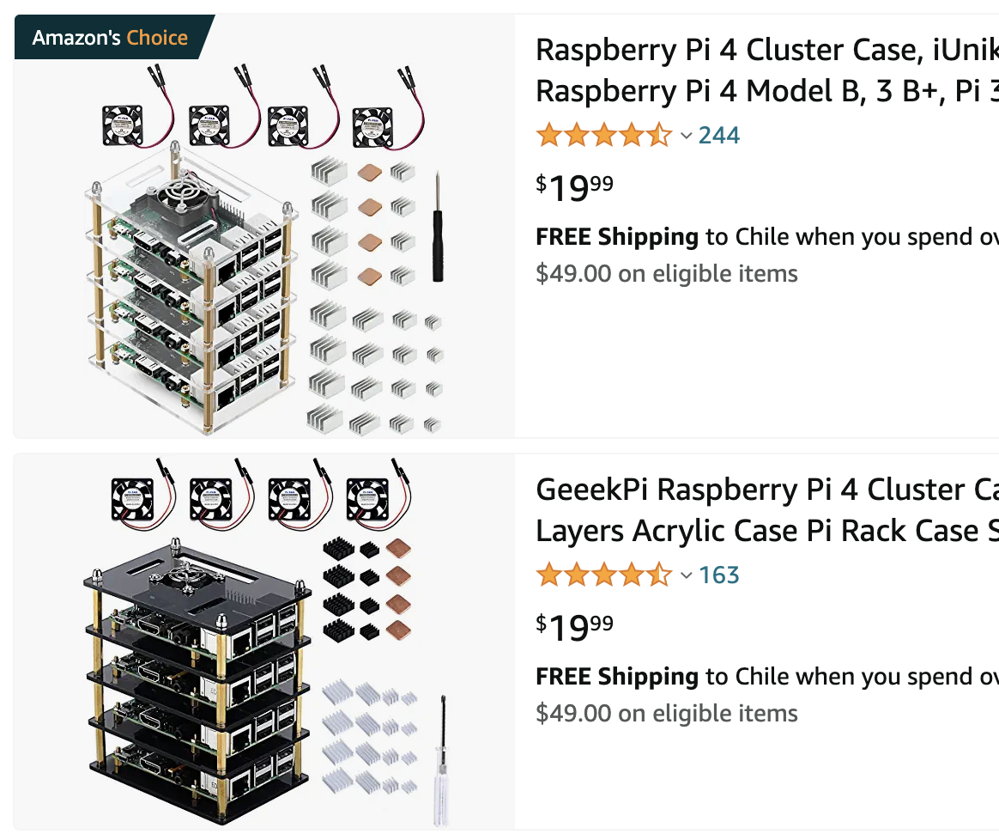 Amazon's Choice
Raspberry Pi 4 Cluster Case, iUnik
Raspberry Pi 4 Model B, 3 B+, Pi 3
244
$19.99
FREE Shipping to Chile when you spend ov
$49.00 on eligible items
GeeekPi Raspberry Pi 4 Cluster Ca
Layers Acrylic Case Pi Rack Case S
163
$19.99
FREE Shipping to Chile when you spend ov
$49.00 on eligible items